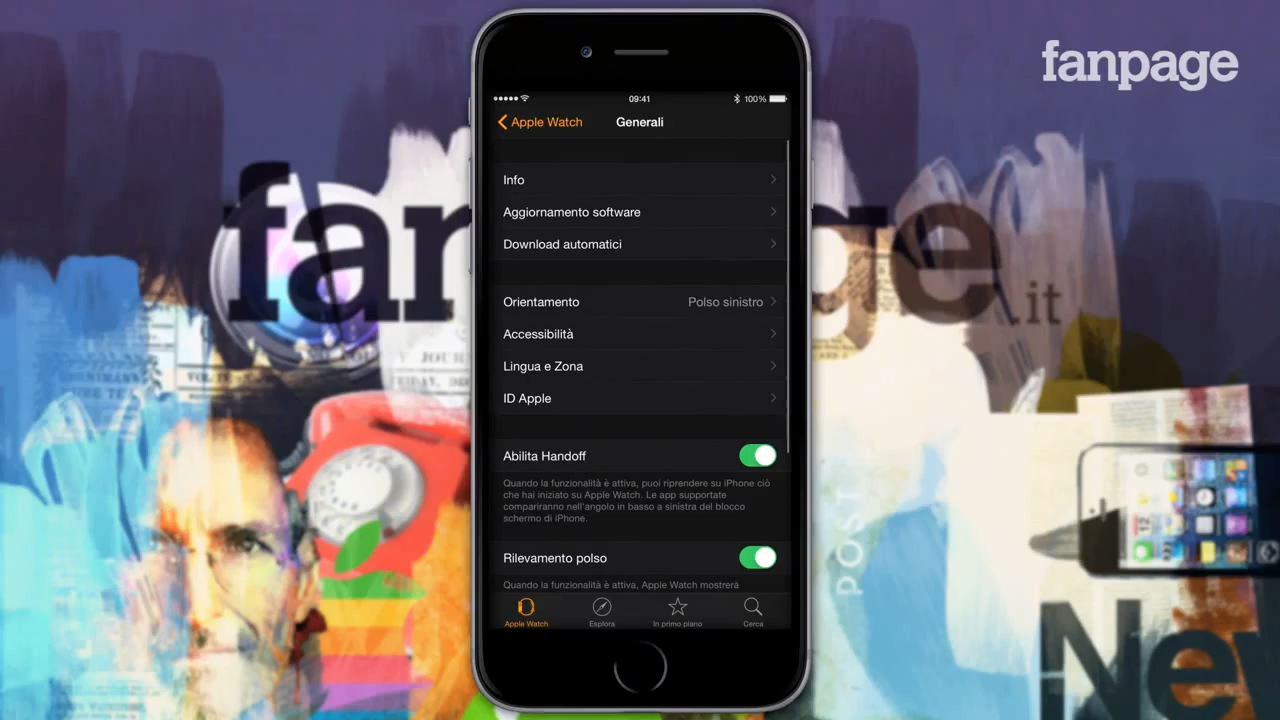 fanpage
09:41
100%
Apple Watch
Generali
Info
Aggiornamento software
Download automatici
Orientamento Polso sinistro
Accessibilità
Lingua e Zona
ID Apple
Abilita Handoff
Quando la funzionalità è attiva, puoi riprendere su iPhone ciò
che hai iniziato su Apple Watch. Le app supportate
compariranno nell'angolo in basso a sinistra del blocco
schermo di iPhone.
Rilevamento polso
Quando la funzionalità è attiva, Apple Watch mostrerà
Apple Watch Esplora In primo piano Cerca
.it
POST